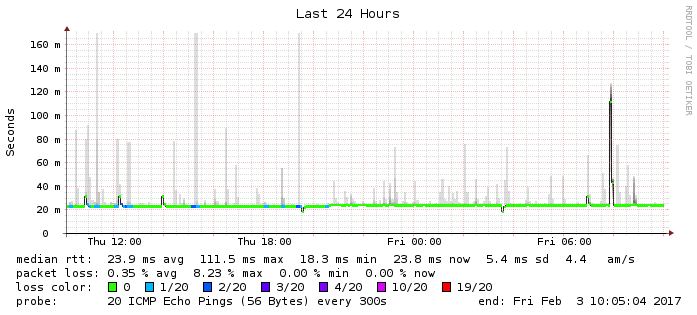 Last 24 Hours
RRDTOOL / TOBI OETIKER
Seconds
160 m
140 m
120 m
100 m
80 m
60 m
40 m
20 m
0
Thu 12:00 Thu 18:00 Fri 00:00 Fri 06:00
median rtt: 23.9 ms avg 111.5 ms max 18.3 ms min 23.8 ms now 5.4 ms sd 4.4 am/s
packet loss: 0.35 % avg 8.23 % max 0.00 % min 0.00 % now
loss color: 0 1/20 2/20 3/20 4/20 10/20 19/20
probe: 20 ICMP Echo Pings (56 Bytes) every 300s end: Fri Feb 3 10:05:04 2017